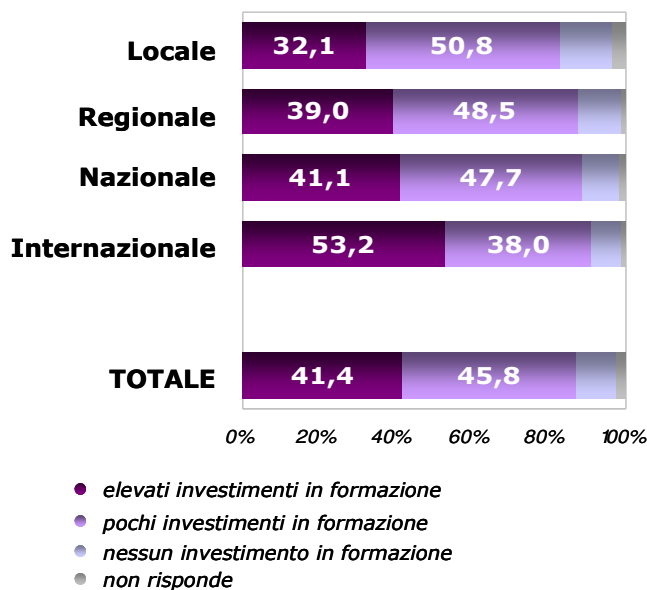 Locale 32,1 50,8
Regionale 39,0 48,5
Nazionale 41,1 47,7
Internazionale 53,2 38,0
TOTALE 41,4 45,8
0% 20% 40% 60% 80% 100%
elevati investimenti in formazione
pochi investimenti in formazione
nessun investimento in formazione
non risponde